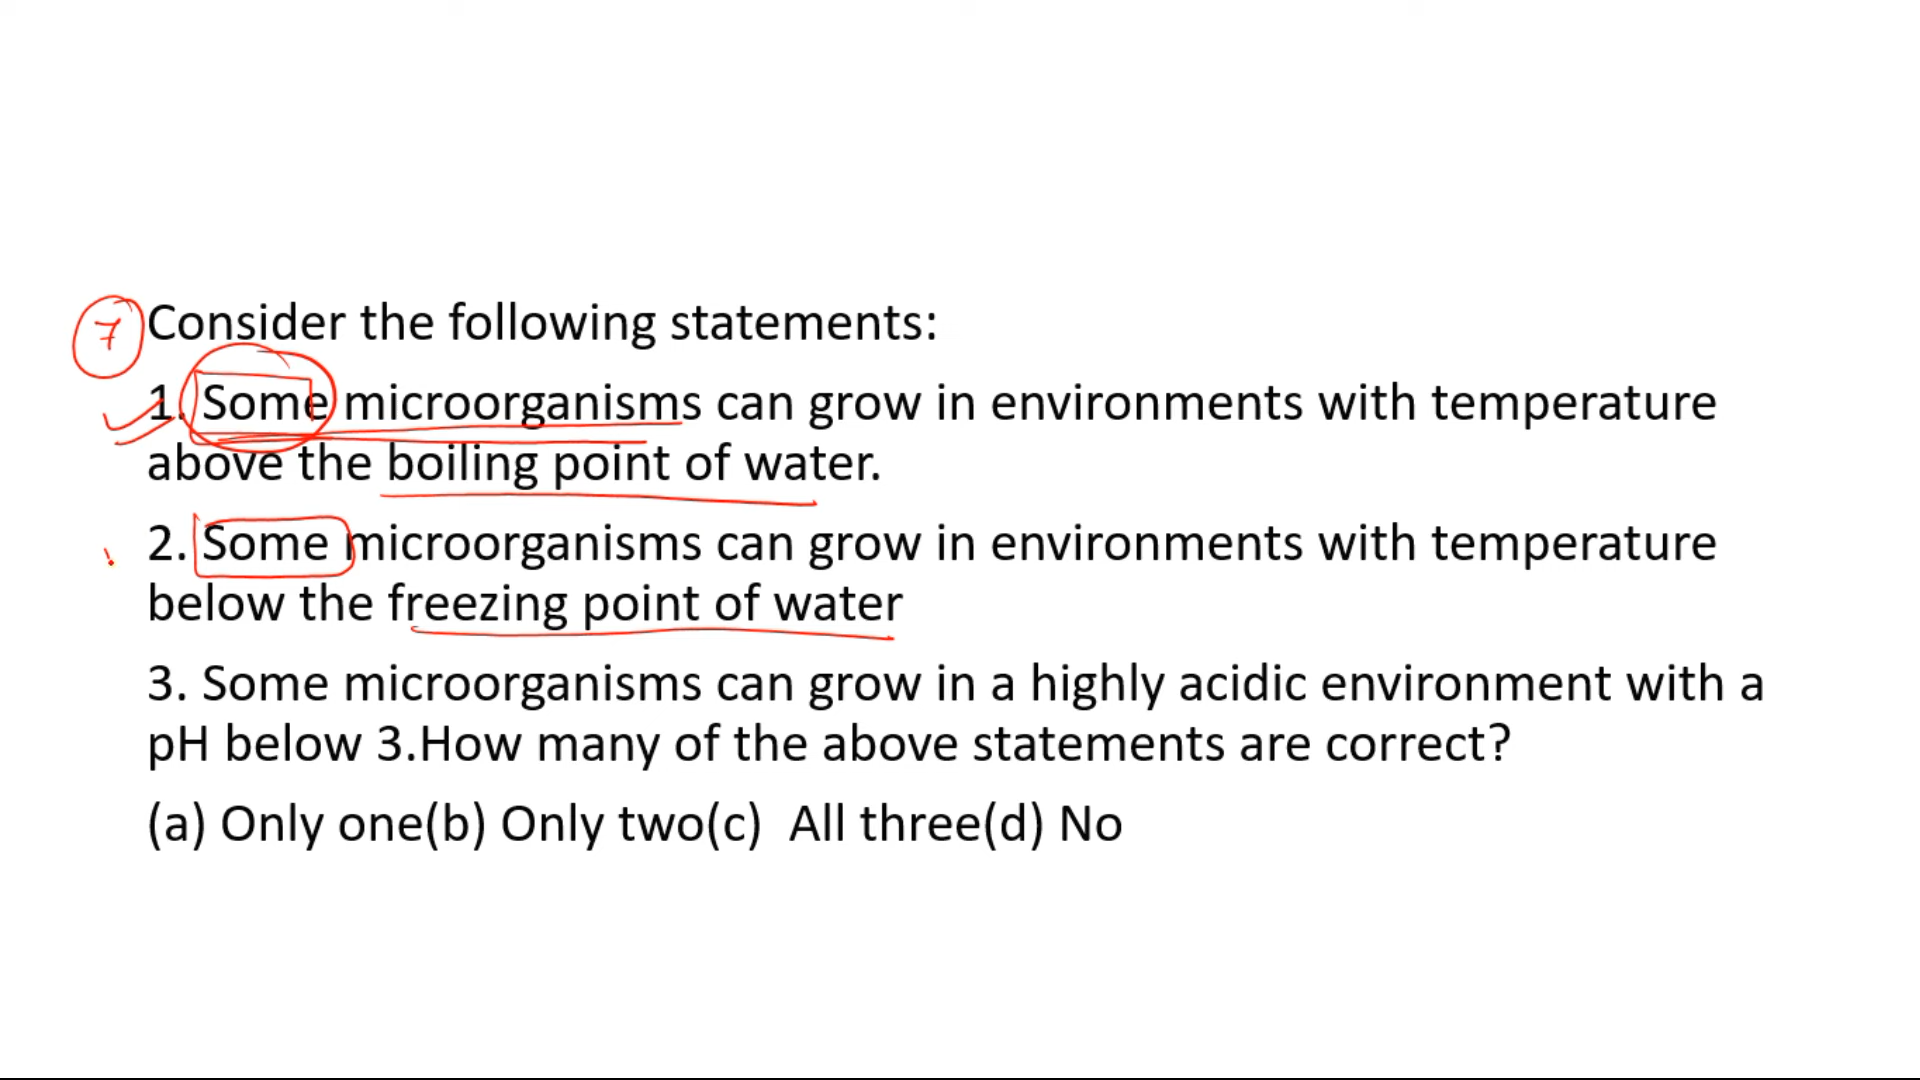 7 Consider the following statements:
1. Some microorganisms can grow in environments with temperature
above the boiling point of water.
2. Some microorganisms can grow in environments with temperature
below the freezing point of water
3. Some microorganisms can grow in a highly acidic environment with a
pH below 3.How many of the above statements are correct?
(a) Only one(b) Only two(c)  All three(d) No